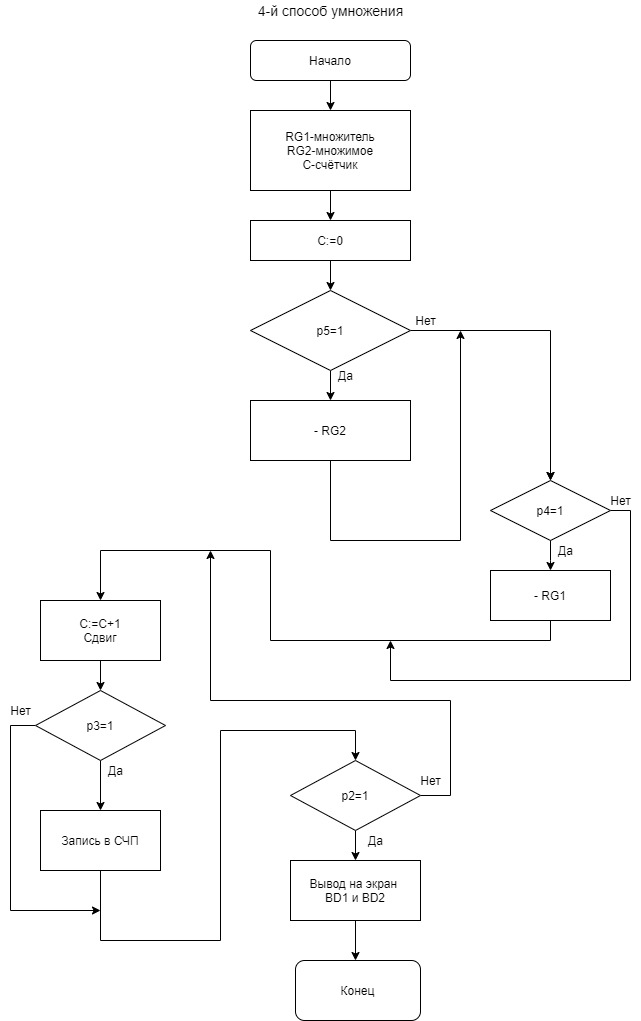 4-й способ умножения
Начало
RG1-множитель
RG2-множимое
С-счётчик
С:=0
p5=1
Нет
Да
- RG2
p4=1
Нет
Да
- RG1
С:=С+1
Сдвиг
p3=1
Нет
Да
Запись в СЧП
p2=1
Нет
Да
Вывод на экран
BD1 и BD2
Конец